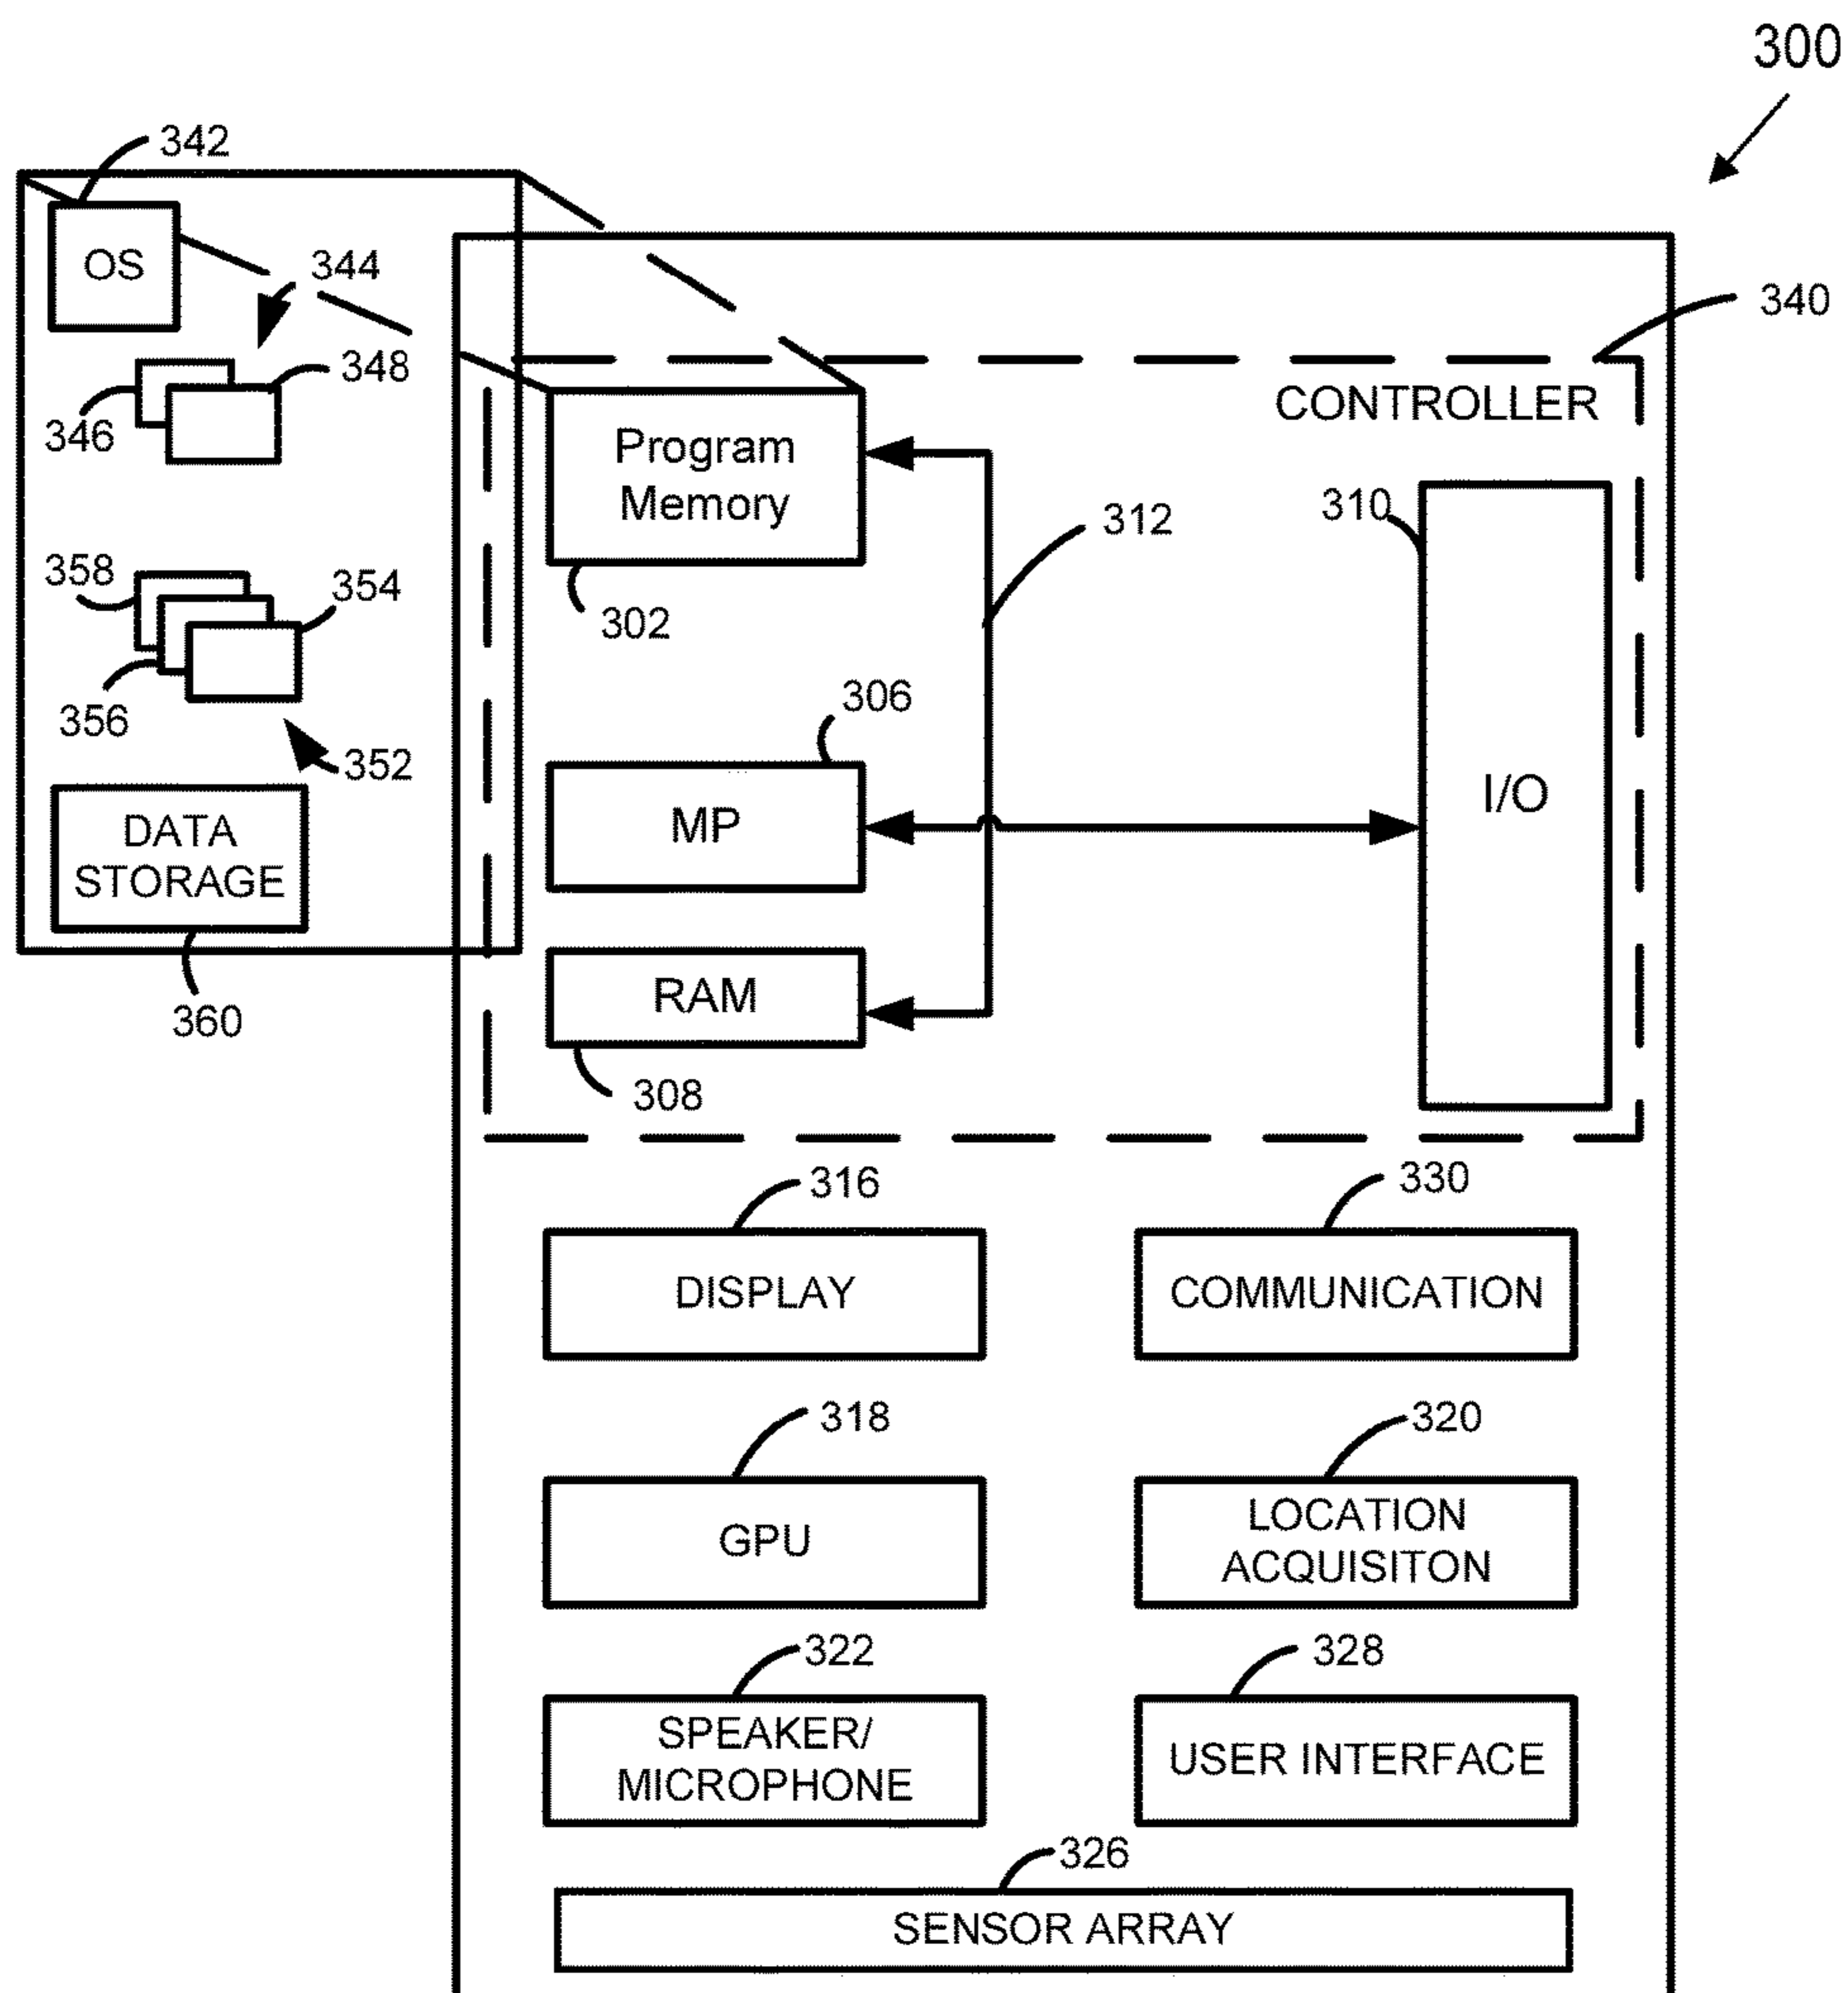 300
342
OS
344
340
348
346
CONTROLLER
Program
Memory
310
312
358
354
302
356
306
352
I/O
MP
DATA
STORAGE
RAM
360
308
316
330
DISPLAY
COMMUNICATION
318
320
GPU
LOCATION
ACQUISITON
322
328
SPEAKER/
MICROPHONE
USER INTERFACE
326
SENSOR ARRAY